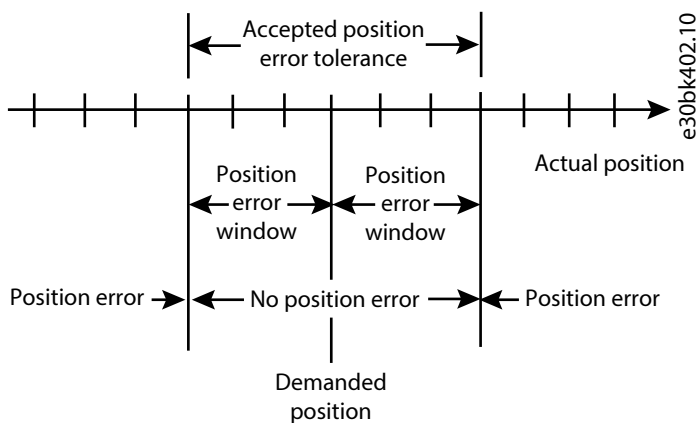 Accepted position
error tolerance
e30bk402.10
Actual position
Position
error
window
Position
error
window
Position error
No position error
Position error
Demanded
position